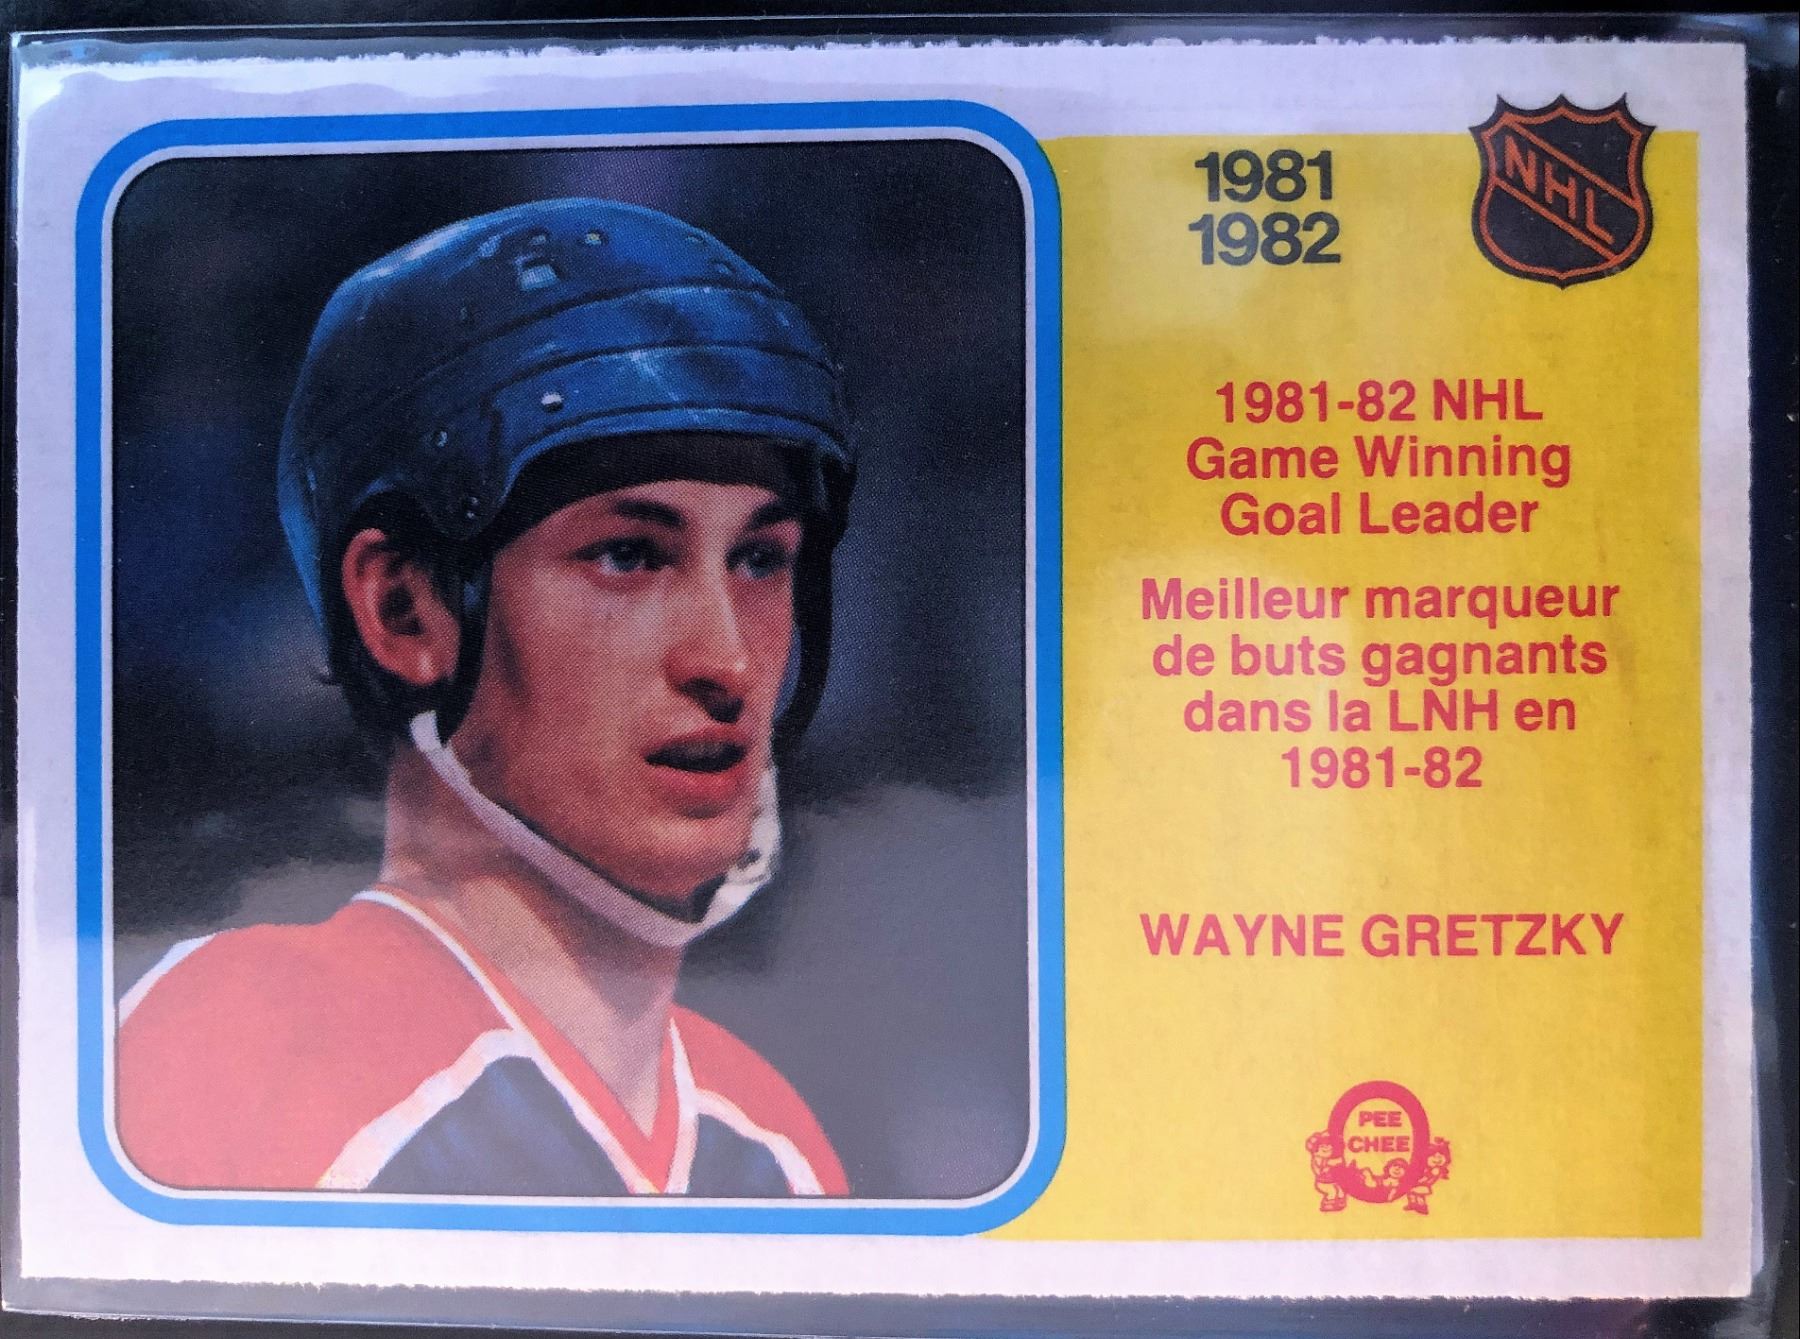 1981
1982
NHL
1981-82 NHL
Game Winning
Goal Leader
Meilleur marqueur
de buts gagnants
dans la LNH en
1981-82
WAYNE GRETZKY
PEE
CHEE